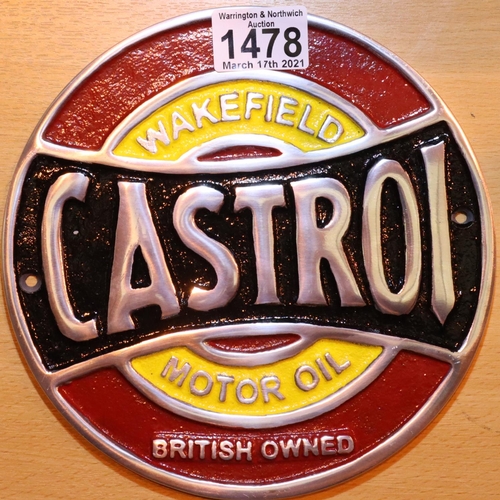 Warrington & Northwich
Auction
1478
March 17th 2021
WAKEFIELD
CASTROl
MOTOR OIL
BRITISH OWNED